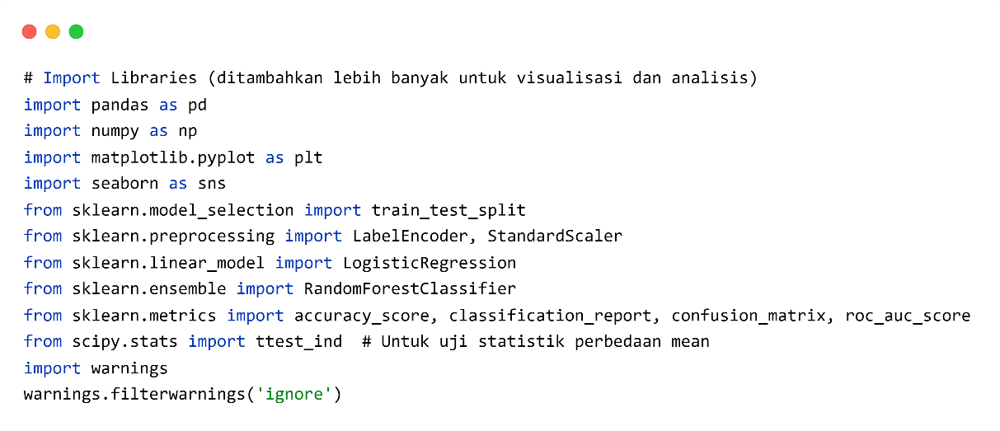 # Import Libraries (ditambahkan lebih banyak untuk visualisasi dan analisis)
import pandas as pd
import numpy as np
import matplotlib.pyplot as plt
import seaborn as sns
from sklearn.model_selection import train_test_split
from sklearn.preprocessing import LabelEncoder, StandardScaler
from sklearn.linear_model import LogisticRegression
from sklearn.ensemble import RandomForestClassifier
from sklearn.metrics import accuracy_score, classification_report, confusion_matrix, roc_auc_score
from scipy.stats import ttest_ind  # Untuk uji statistik perbedaan mean
import warnings
warnings.filterwarnings('ignore')